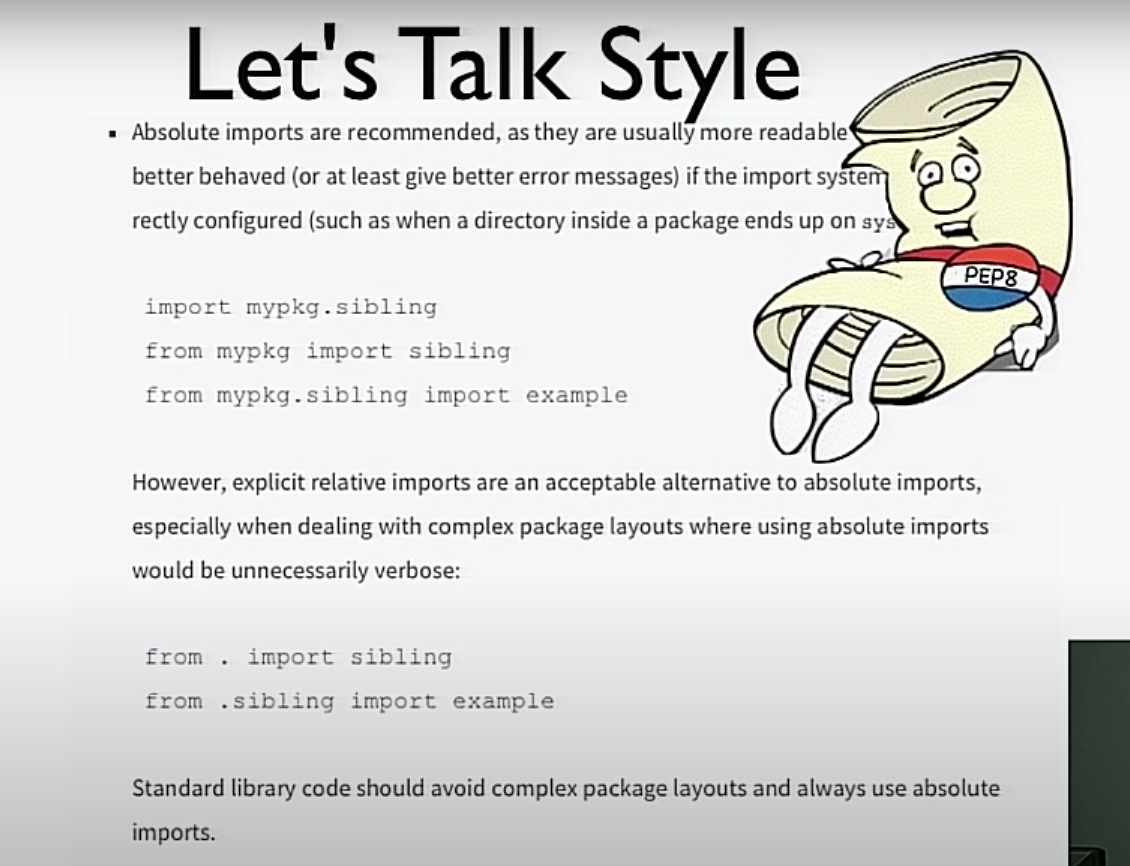 Let's Talk Style
▪ Absolute imports are recommended, as they are usually more readable
better behaved (or at least give better error messages) if the import system
rectly configured (such as when a directory inside a package ends up on sys
PEP8
import mypkg.sibling
from mypkg import sibling
from mypkg.sibling import example
However, explicit relative imports are an acceptable alternative to absolute imports,
especially when dealing with complex package layouts where using absolute imports
would be unnecessarily verbose:
from . import sibling
from .sibling import example
Standard library code should avoid complex package layouts and always use absolute
imports.